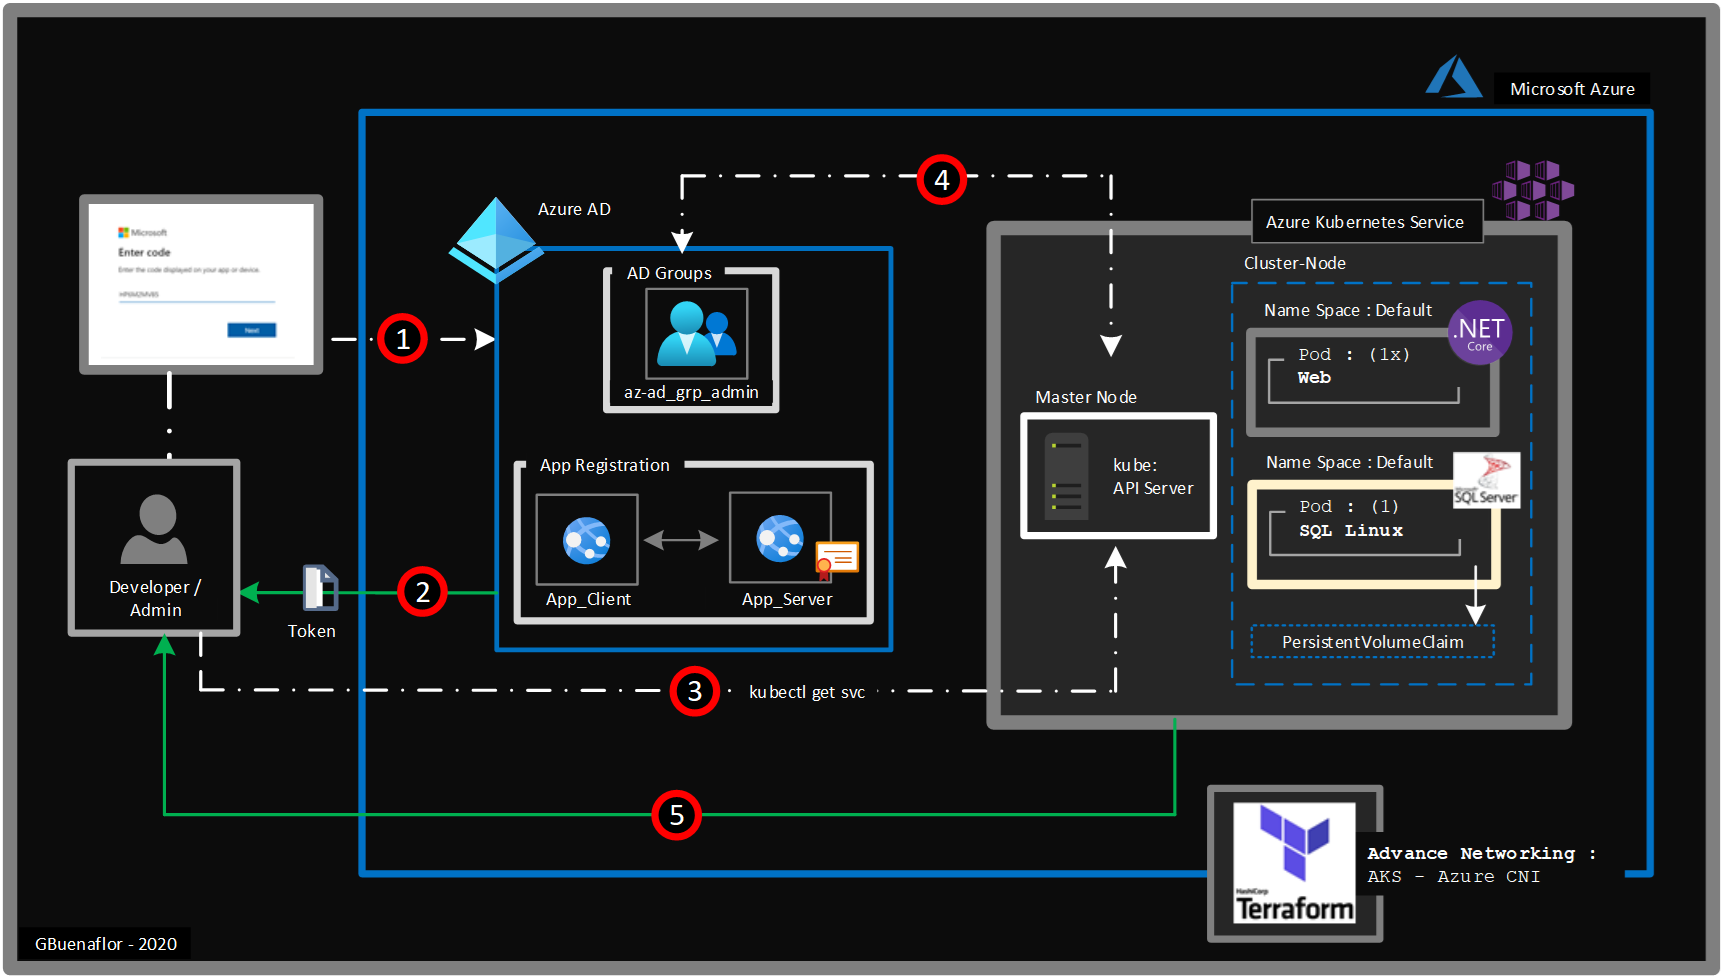 Microsoft Azure
Azure AD
4
Azure Kubernetes Service
Microsoft
Enter code
Enter the code displayed on your app or device.
Next
1
AD Groups
az-ad_grp_admin
Cluster-Node
Name Space : Default
.NET
Core
Pod : (1x)
Web
Master Node
kube:
API Server
Name Space : Default
Microsoft
SQL Server
Pod : (1)
SQL Linux
App Registration
App_Client
App_Server
Developer /
Admin
2
Token
PersistentVolumeClaim
3
kubectl get svc
5
HashiCorp
Terraform
Advance Networking :
AKS - Azure CNI
GBuenaflor - 2020